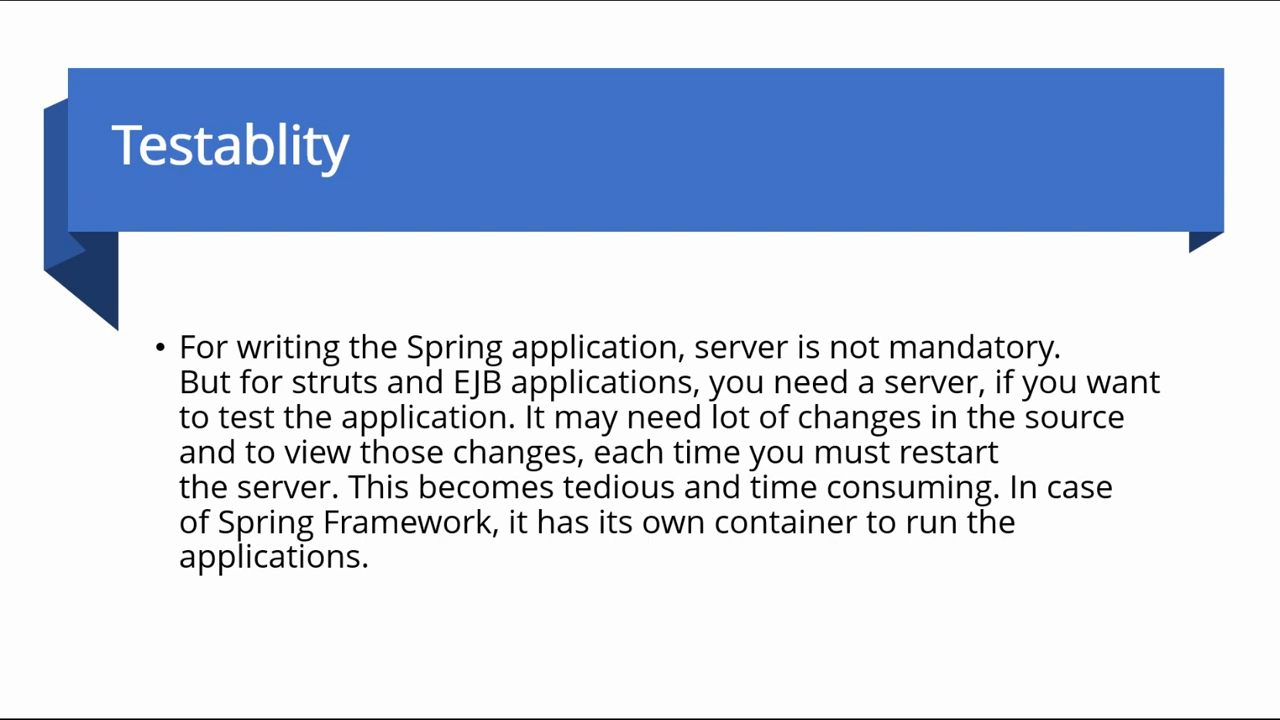 Testablity
• For writing the Spring application, server is not mandatory.
But for struts and EJB applications, you need a server, if you want
to test the application. It may need lot of changes in the source
and to view those changes, each time you must restart
the server. This becomes tedious and time consuming. In case
of Spring Framework, it has its own container to run the
applications.